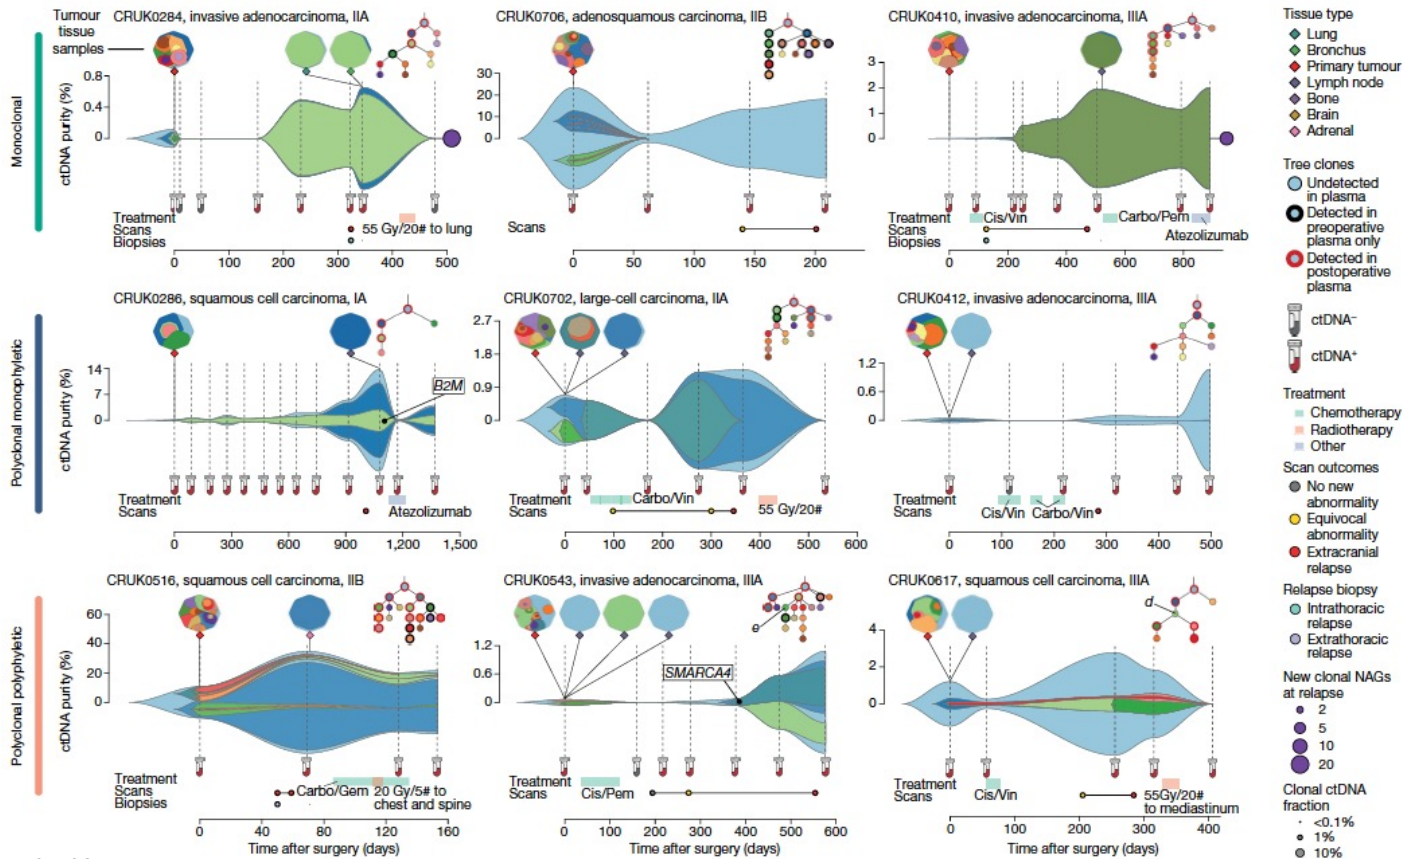 Tumour
tissue
samples
Monoclonal
CRUK0284, invasive adenocarcinoma, IIA
ctDNA purity (%)
0.8
0.4
0
Treatment
Scans
Biopsies
55 Gy/20# to lung
0 100 200 300 400 500
CRUK0706, adenosquamous carcinoma, IIB
30
20
10
0
Scans
0 50 100 150 200
CRUK0410, invasive adenocarcinoma, IIIA
3
2
1
0
Treatment
Scans
Biopsies
Cis/Vin
Carbo/Pem
Atezolizumab
0 200 400 600 800
Polyclonal monophyletic
CRUK0286, squamous cell carcinoma, IA
ctDNA purity (%)
14
7
0
B2M
Treatment
Scans
Atezolizumab
0 300 600 900 1,200 1,500
CRUK0702, large-cell carcinoma, IIA
2.7
1.8
0.9
0
Treatment
Scans
Carbo/Vin
55 Gy/20#
0 100 200 300 400 500 600
CRUK0412, invasive adenocarcinoma, IIIA
1.2
0.6
0
Treatment
Scans
Cis/Vin
Carbo/Vin
0 100 200 300 400 500
Polyclonal polyphyletic
CRUK0516, squamous cell carcinoma, IIB
ctDNA purity (%)
60
40
20
0
Treatment
Scans
Biopsies
Carbo/Gem
20 Gy/5# to
chest and spine
0 40 80 120 160
Time after surgery (days)
CRUK0543, invasive adenocarcinoma, IIIA
c
1.2
0.6
0
SMARCA4
Treatment
Scans
Cis/Pem
0 100 200 300 400 500 600
Time after surgery (days)
CRUK0617, squamous cell carcinoma, IIIA
d
4
2
0
Treatment
Scans
Cis/Vin
55Gy/20#
to mediastinum
0 100 200 300 400
Time after surgery (days)
Tissue type
Lung
Bronchus
Primary tumour
Lymph node
Bone
Brain
Adrenal
Tree clones
Undetected
in plasma
Detected in
preoperative
plasma only
Detected in
postoperative
plasma
ctDNA⁻
ctDNA⁺
Treatment
Chemotherapy
Radiotherapy
Other
Scan outcomes
No new
abnormality
Equivocal
abnormality
Extracranial
relapse
Relapse biopsy
Intrathoracic
relapse
Extrathoracic
relapse
New clonal NAGs
at relapse
2
5
10
20
Clonal ctDNA
fraction
<0.1%
1%
10%